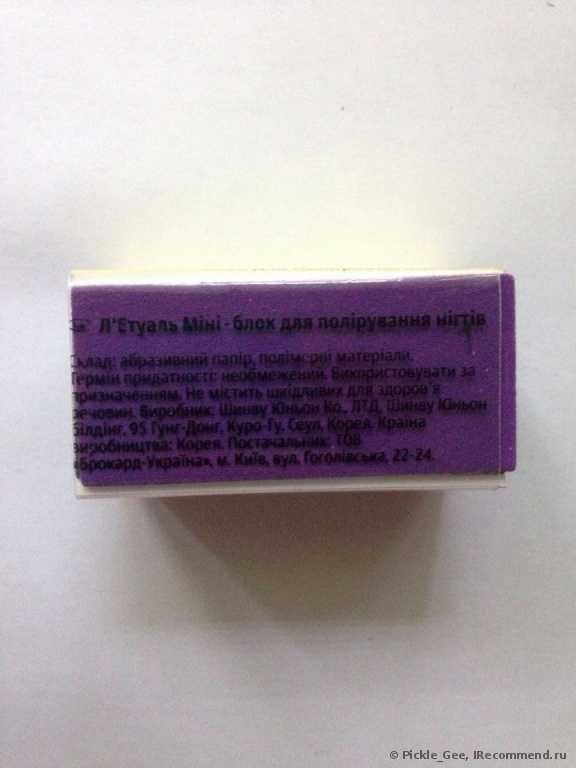 Л'Етуаль Міні - блок для полірування нігтів
Склад: абразивний папір, полімерні матеріали.
Термін придатності: необмежений. Використовувати за
призначенням. Не містить шкідливих для здоров'я
речовин. Виробник: Шинву Юньон Ко., ЛТД, Шинву Юньон
Білдінг, 95 Гунг-Донг, Куро-Гу, Сеул, Корея. Країна
виробництва: Корея. Постачальник: ТОВ
«Брокард-Україна», м. Київ, вул. Гоголівська, 22-24.
© Pickle_Gee, IRecommend.ru